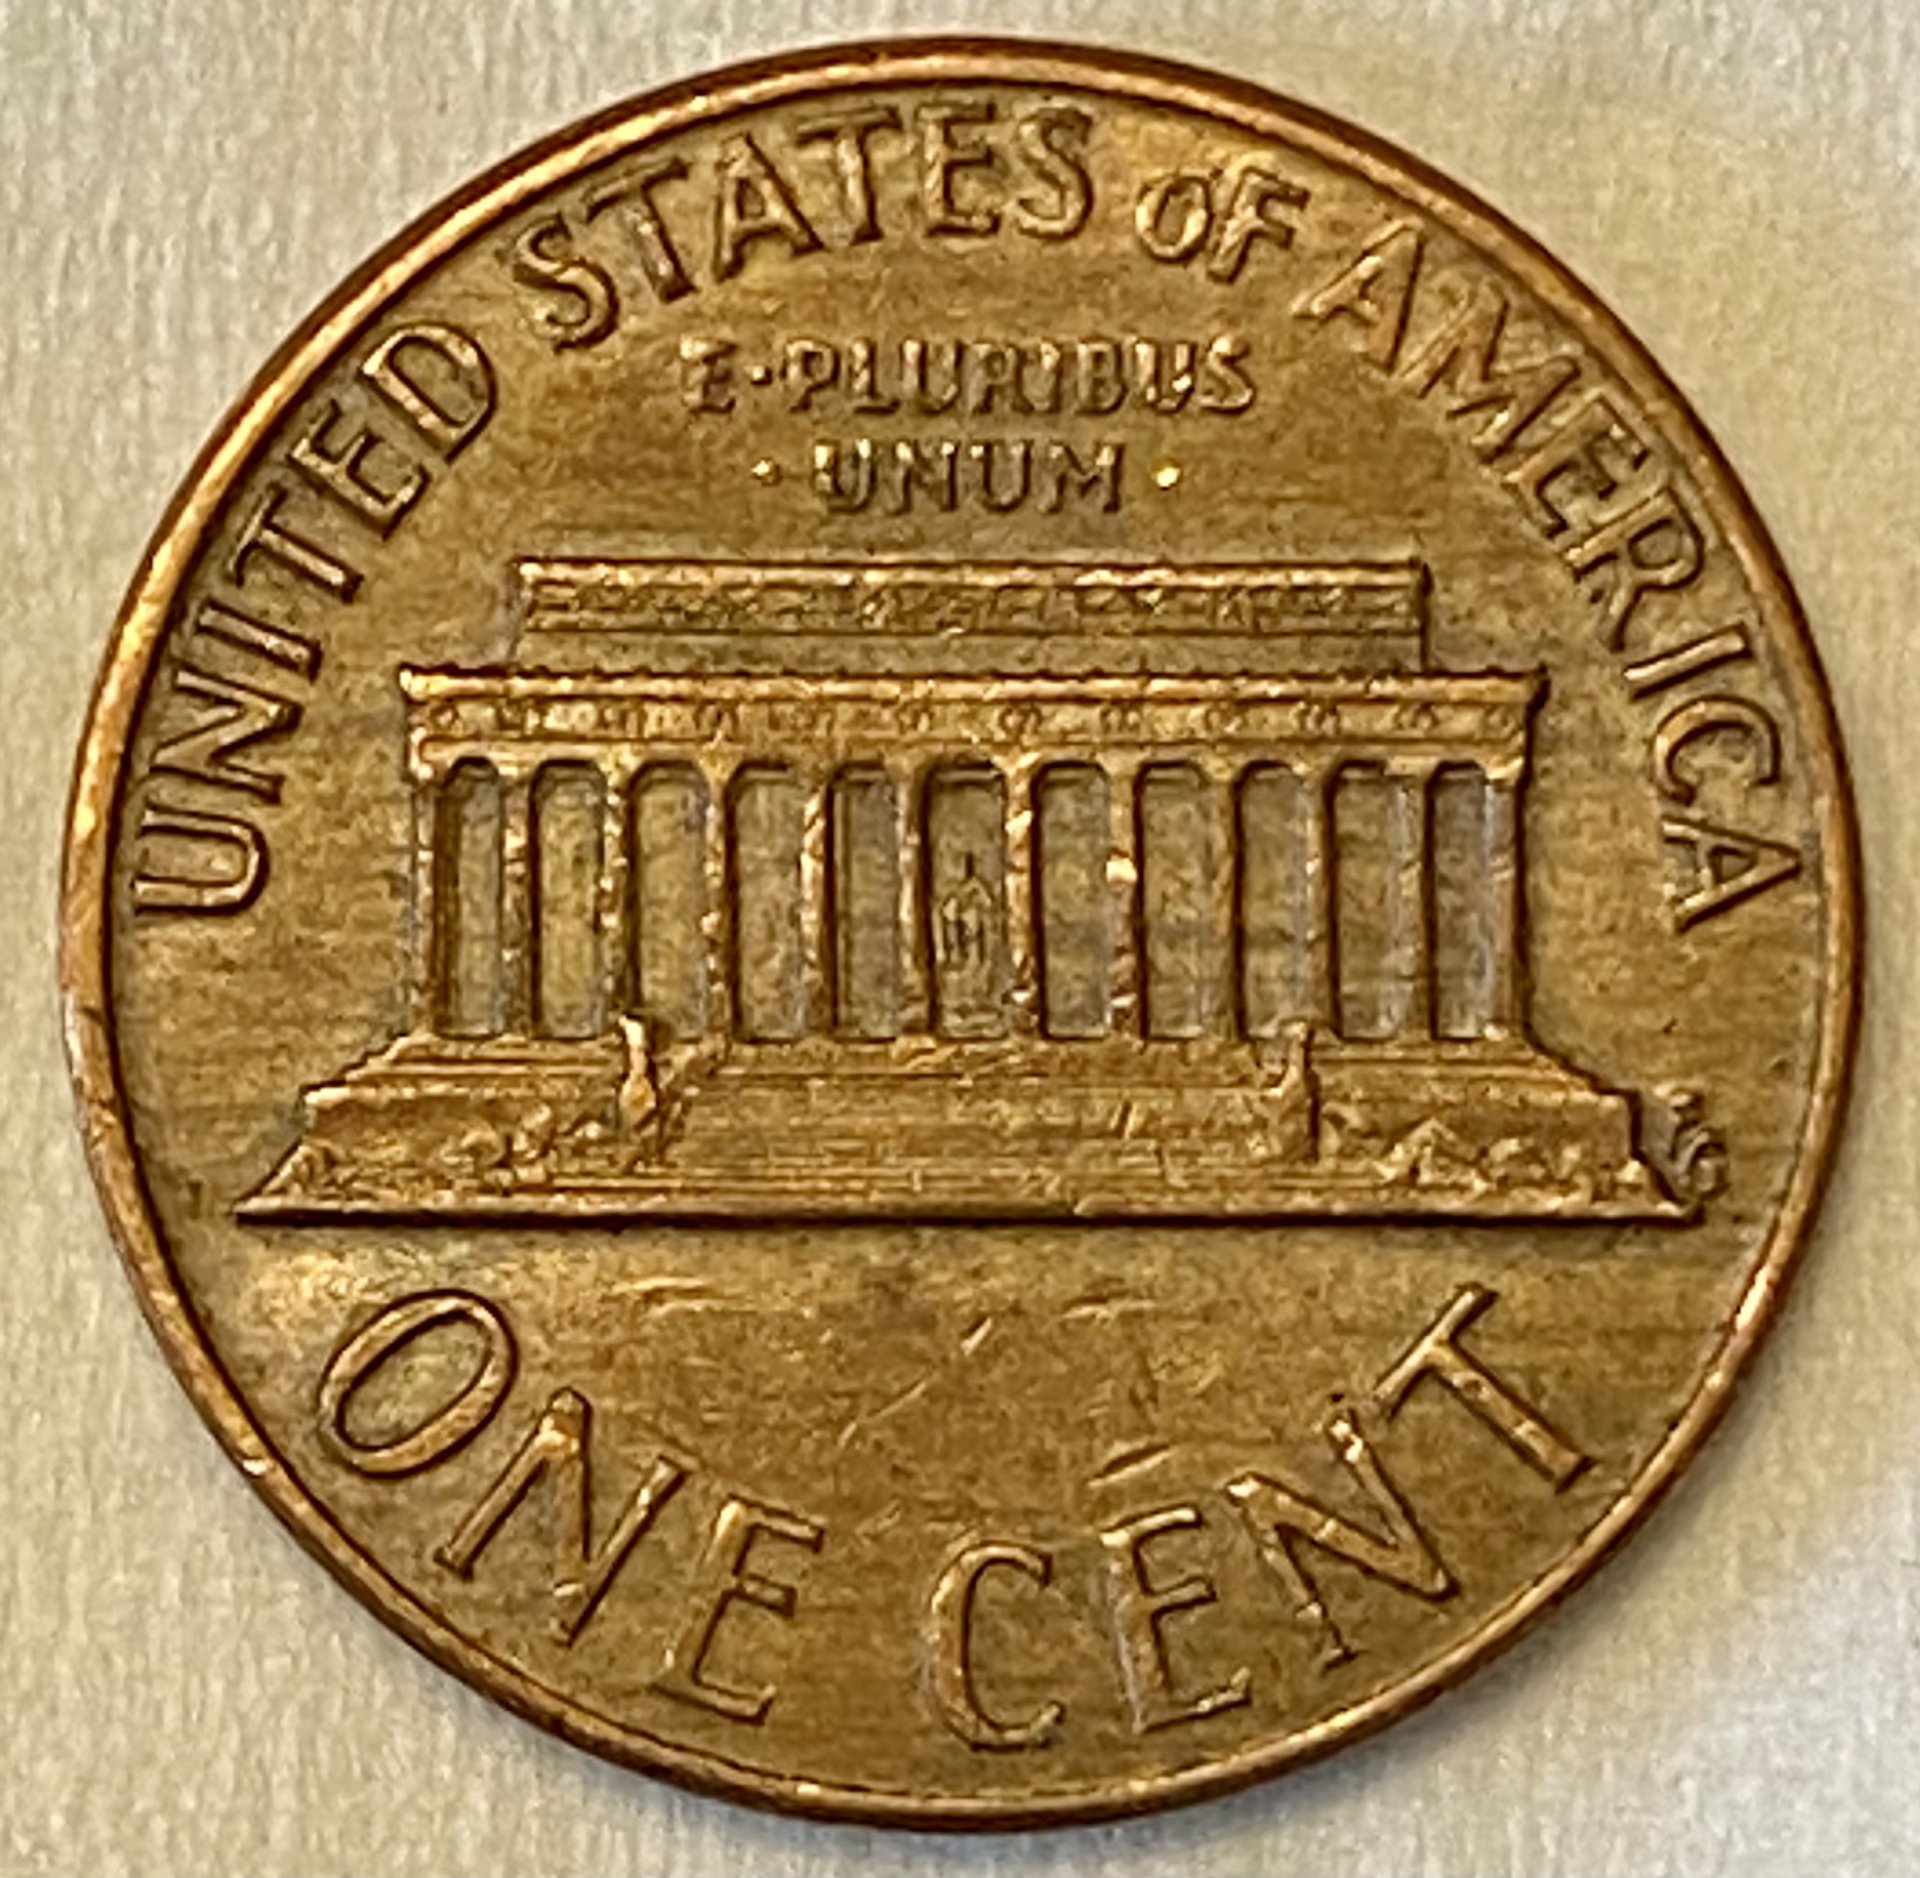 UNITED STATES OF AMERICA
E·PLURIBUS
·UNUM·
ONE CENT